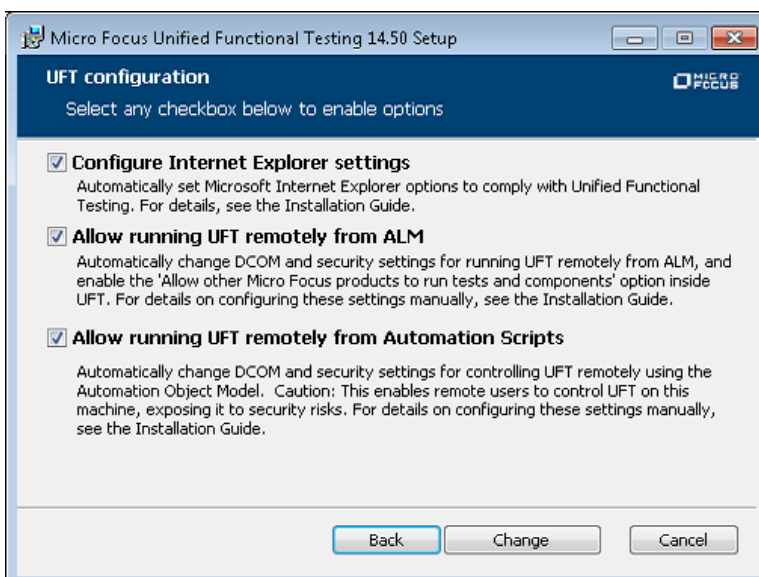 Micro Focus Unified Functional Testing 14.50 Setup
UFT configuration
MICRO
FOCUS
Select any checkbox below to enable options
Configure Internet Explorer settings
Automatically set Microsoft Internet Explorer options to comply with Unified Functional
Testing. For details, see the Installation Guide.
Allow running UFT remotely from ALM
Automatically change DCOM and security settings for running UFT remotely from ALM, and
enable the 'Allow other Micro Focus products to run tests and components' option inside
UFT. For details on configuring these settings manually, see the Installation Guide.
Allow running UFT remotely from Automation Scripts
Automatically change DCOM and security settings for controlling UFT remotely using the
Automation Object Model.  Caution: This enables remote users to control UFT on this
machine, exposing it to security risks. For details on configuring these settings manually,
see the Installation Guide.
Back Change Cancel